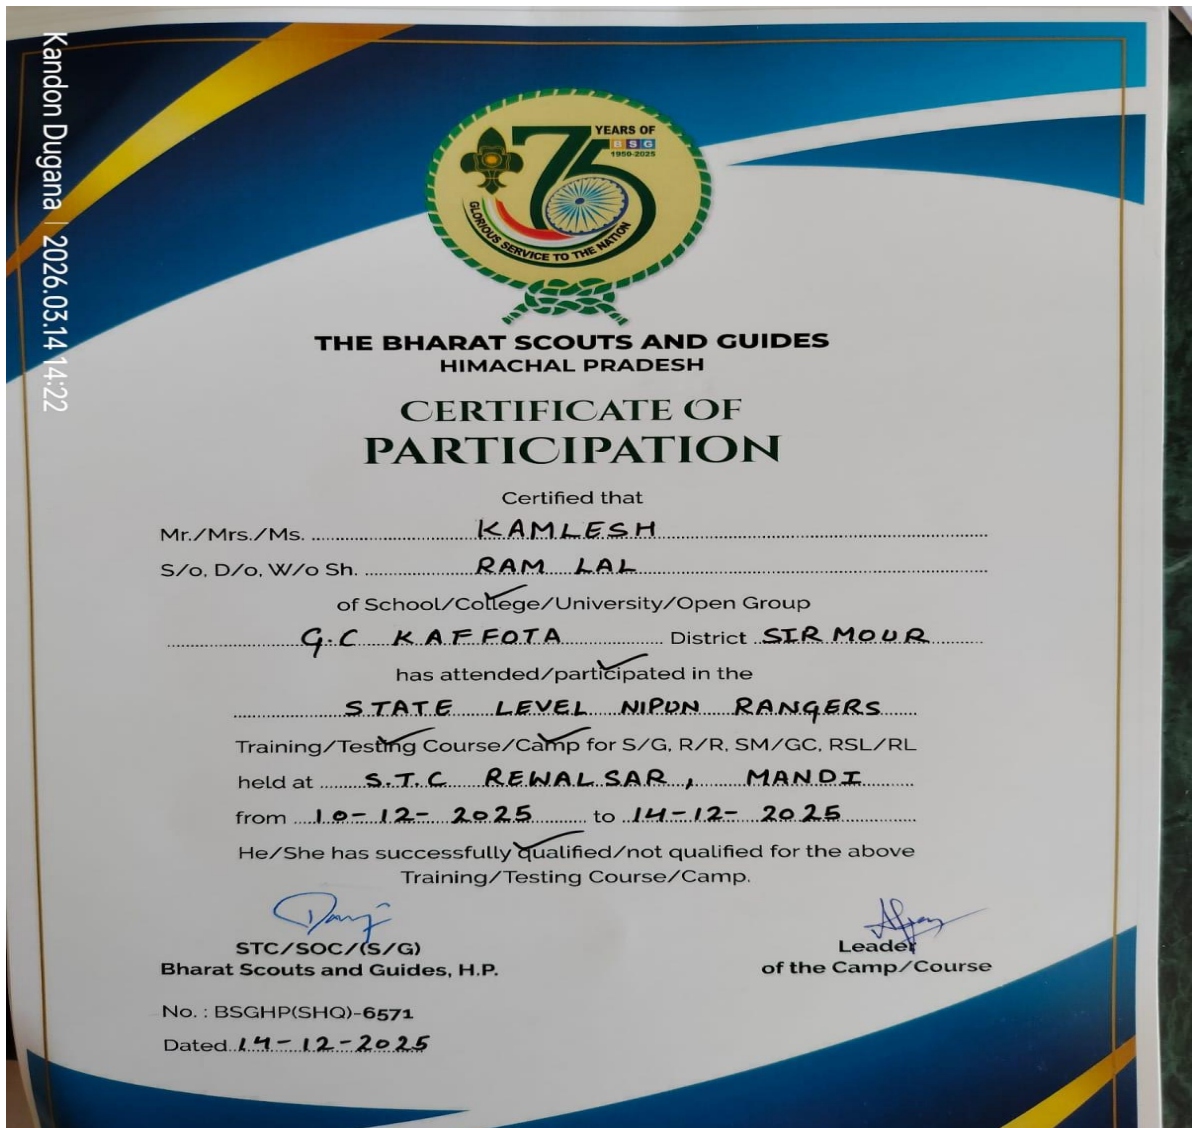 Kandon Dugana | 2026.03.14 14:22
75 YEARS OF
BSG
1950-2025
GLORIOUS SERVICE TO THE NATION
THE BHARAT SCOUTS AND GUIDES
HIMACHAL PRADESH
CERTIFICATE OF
PARTICIPATION
Certified that
Mr./Mrs./Ms. KAMLESH
S/o, D/o, W/o Sh. RAM LAL
of School/College/University/Open Group
G.C KAFFOTA District SIRMOUR
has attended/participated in the
STATE LEVEL NIPUN RANGERS
Training/Testing Course/Camp for S/G, R/R, SM/GC, RSL/RL
held at S.T.C REWALSAR, MANDI
from 10-12-2025 to 14-12-2025
He/She has successfully qualified/not qualified for the above
Training/Testing Course/Camp.
STC/SOC/(S/G)
Bharat Scouts and Guides, H.P.
Leader
of the Camp/Course
No. : BSGHP(SHQ)-6571
Dated 14-12-2025